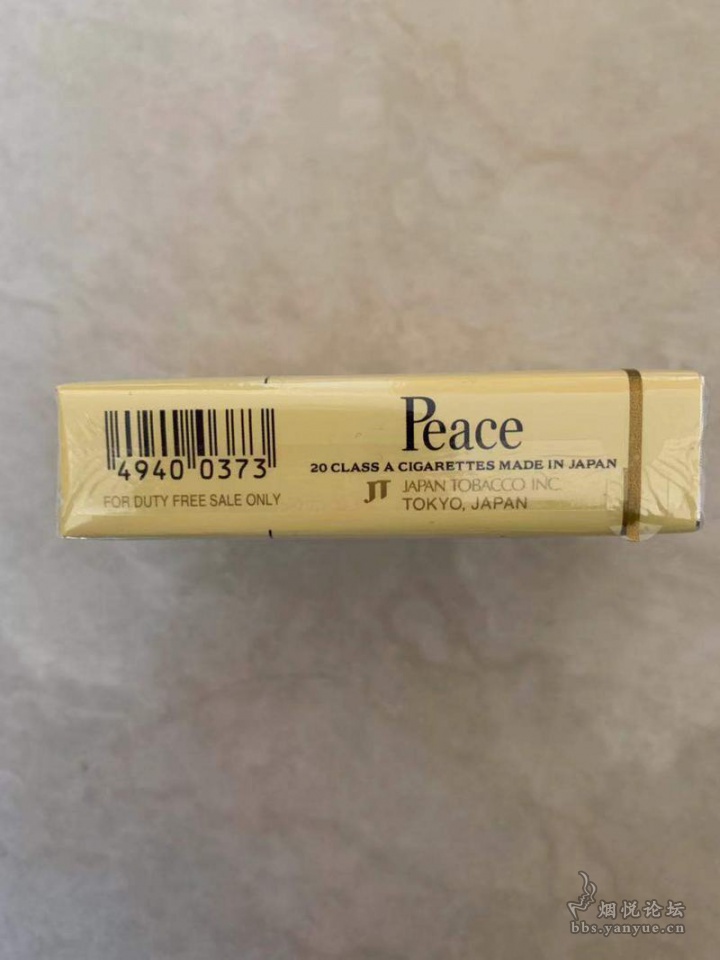 Peace
20 CLASS A CIGARETTES MADE IN JAPAN
JT JAPAN TOBACCO INC.
TOKYO, JAPAN
4940 0373
FOR DUTY FREE SALE ONLY
烟悦论坛
bbs.yanyue.cn